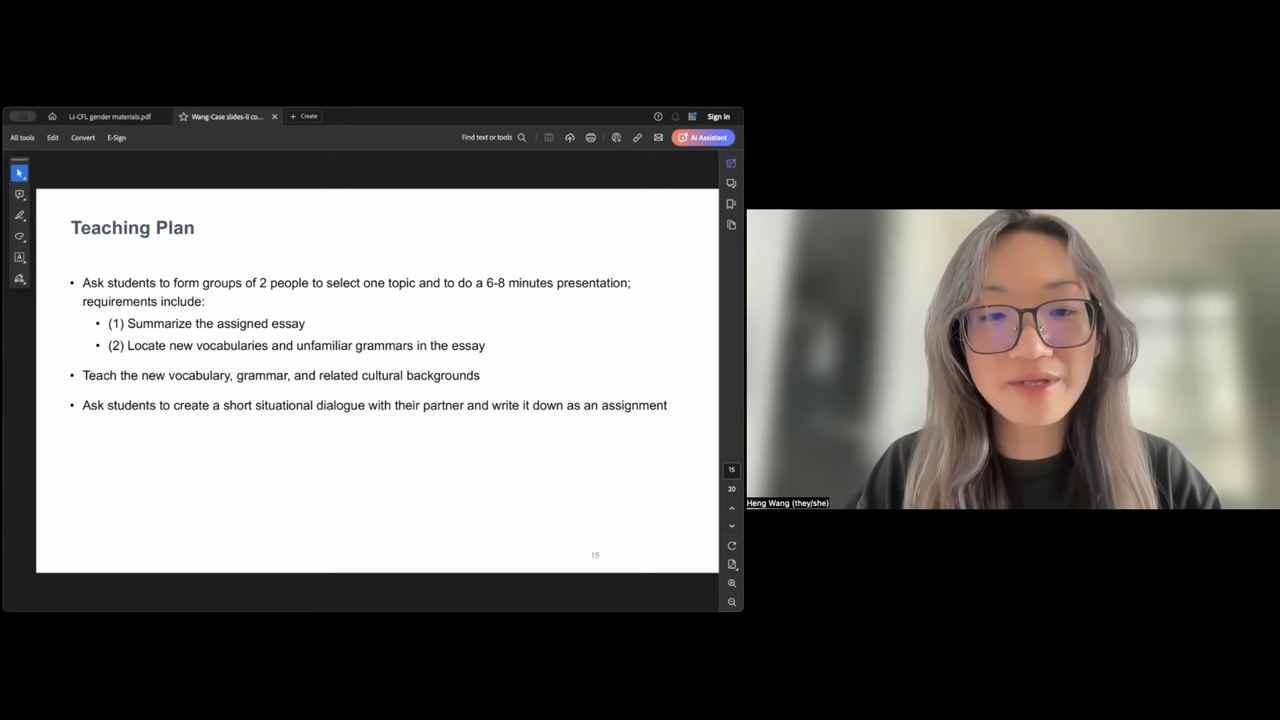 Li-CFL gender materials.pdf
Wang-Case slides-li co...
Create
Sign in
All tools
Edit
Convert
E-Sign
Find text or tools
AI Assistant
Teaching Plan
• Ask students to form groups of 2 people to select one topic and to do a 6-8 minutes presentation;
requirements include:
• (1) Summarize the assigned essay
• (2) Locate new vocabularies and unfamiliar grammars in the essay
• Teach the new vocabulary, grammar, and related cultural backgrounds
• Ask students to create a short situational dialogue with their partner and write it down as an assignment
15
15
20
Heng Wang (they/she)